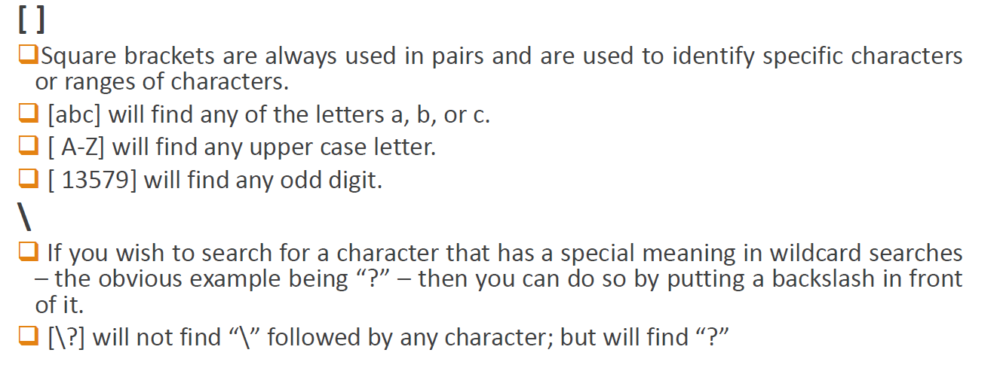 [ ]
❑Square brackets are always used in pairs and are used to identify specific characters
or ranges of characters.
❑ [abc] will find any of the letters a, b, or c.
❑ [ A-Z] will find any upper case letter.
❑ [ 13579] will find any odd digit.
\
❑ If you wish to search for a character that has a special meaning in wildcard searches
– the obvious example being “?” – then you can do so by putting a backslash in front
of it.
❑ [\?] will not find “\” followed by any character; but will find “?”